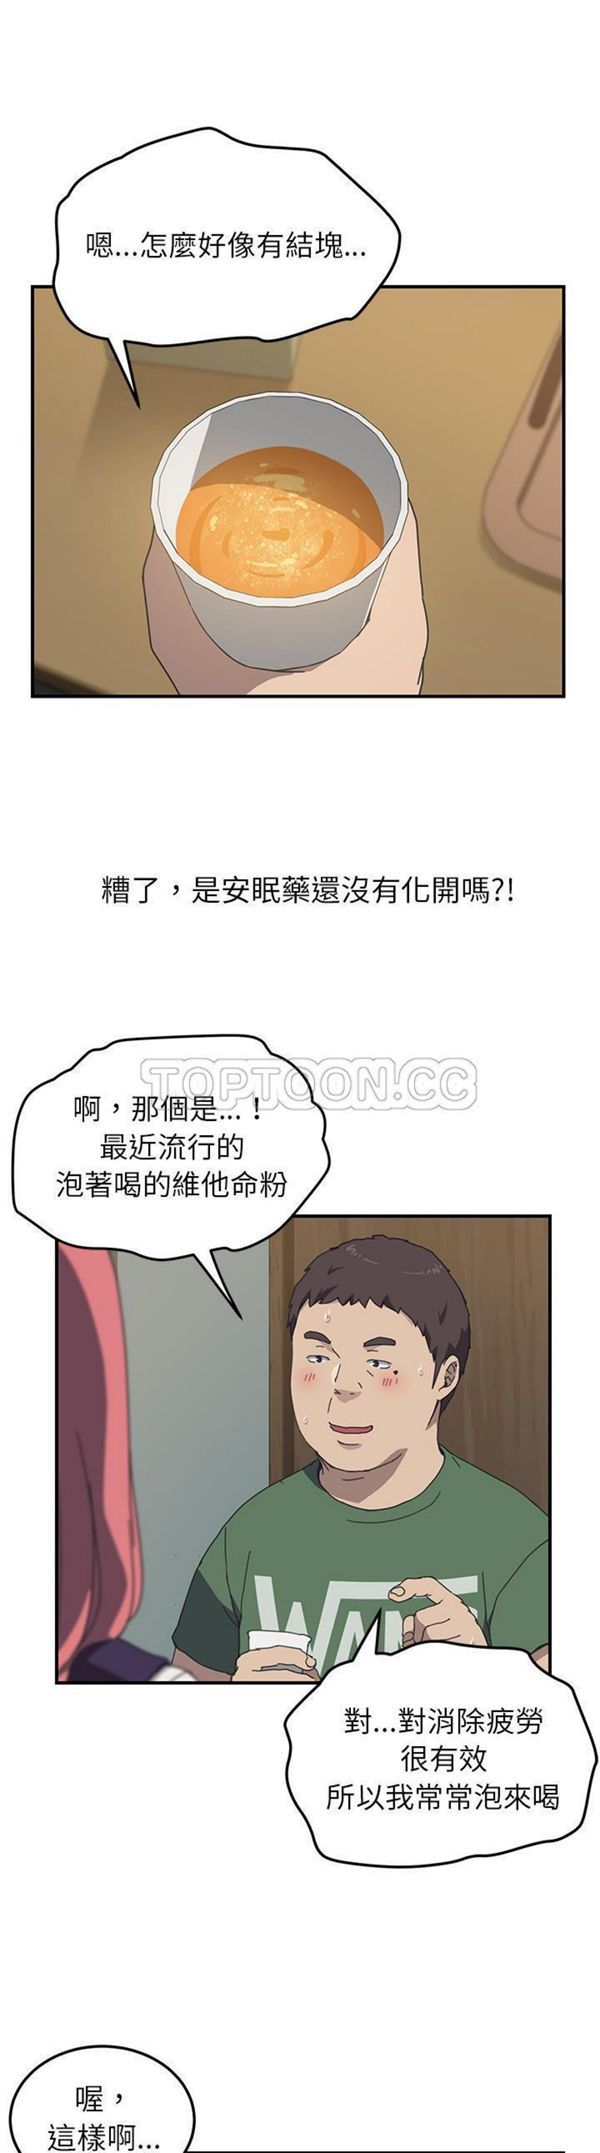 嗯...怎麼好像有結塊...
糟了，是安眠藥還沒有化開嗎?!
TOPTOON.CC
啊，那個是...！
最近流行的
泡著喝的維他命粉
WANT
對...對消除疲勞
很有效
所以我常常泡來喝
喔，
這樣啊...